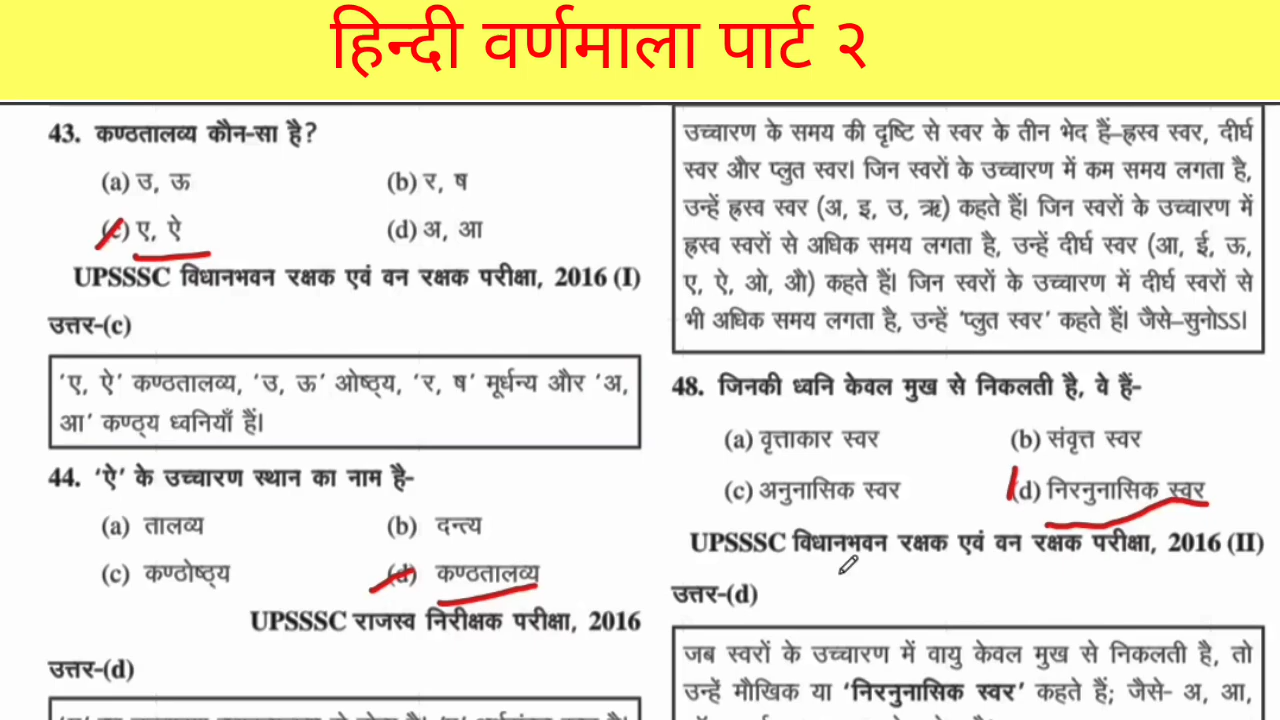 हिन्दी वर्णमाला पार्ट २
43. कण्ठतालव्य कौन-सा है?
(a) उ, ऊ (b) र, ष
(c) ए, ऐ (d) अ, आ
UPSSSC विधानभवन रक्षक एवं वन रक्षक परीक्षा, 2016 (I)
उत्तर-(c)
'ए, ऐ' कण्ठतालव्य, 'उ, ऊ' ओष्ठ्य, 'र, ष' मूर्धन्य और 'अ,
आ' कण्ठ्य ध्वनियाँ हैं।
44. 'ऐ' के उच्चारण स्थान का नाम है-
(a) तालव्य (b) दन्त्य
(c) कण्ठोष्ठ्य (d) कण्ठतालव्य
UPSSSC राजस्व निरीक्षक परीक्षा, 2016
उत्तर-(d)
उच्चारण के समय की दृष्टि से स्वर के तीन भेद हैं–ह्रस्व स्वर, दीर्घ
स्वर और प्लुत स्वर। जिन स्वरों के उच्चारण में कम समय लगता है,
उन्हें ह्रस्व स्वर (अ, इ, उ, ऋ) कहते हैं। जिन स्वरों के उच्चारण में
ह्रस्व स्वरों से अधिक समय लगता है, उन्हें दीर्घ स्वर (आ, ई, ऊ,
ए, ऐ, ओ, औ) कहते हैं। जिन स्वरों के उच्चारण में दीर्घ स्वरों से
भी अधिक समय लगता है, उन्हें 'प्लुत स्वर' कहते हैं। जैसे–सुनोऽऽ।
48. जिनकी ध्वनि केवल मुख से निकलती है, वे हैं-
(a) वृत्ताकार स्वर (b) संवृत्त स्वर
(c) अनुनासिक स्वर (d) निरनुनासिक स्वर
UPSSSC विधानभवन रक्षक एवं वन रक्षक परीक्षा, 2016 (II)
उत्तर-(d)
जब स्वरों के उच्चारण में वायु केवल मुख से निकलती है, तो
उन्हें मौखिक या 'निरनुनासिक स्वर' कहते हैं; जैसे- अ, आ,